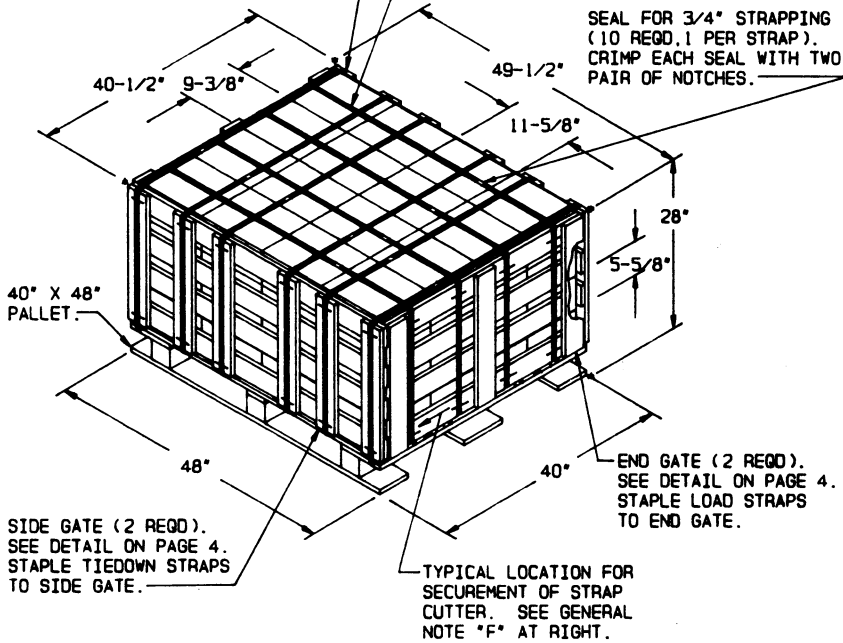 SEAL FOR 3/4" STRAPPING
(10 REQD, 1 PER STRAP).
CRIMP EACH SEAL WITH TWO
PAIR OF NOTCHES.
40-1/2"
9-3/8"
49-1/2"
11-5/8"
28"
5-5/8"
40" X 48"
PALLET.
48"
40"
END GATE (2 REQD).
SEE DETAIL ON PAGE 4.
STAPLE LOAD STRAPS
TO END GATE.
SIDE GATE (2 REQD).
SEE DETAIL ON PAGE 4.
STAPLE TIEDOWN STRAPS
TO SIDE GATE.
TYPICAL LOCATION FOR
SECUREMENT OF STRAP
CUTTER. SEE GENERAL
NOTE "F" AT RIGHT.